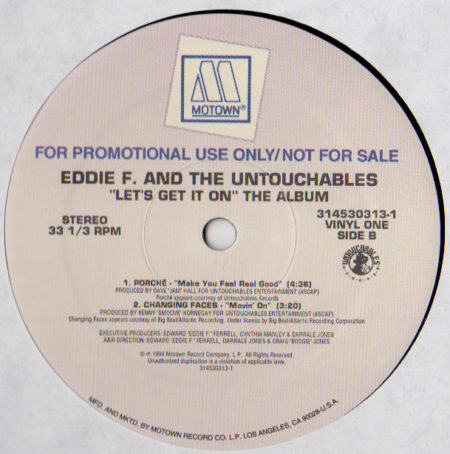 MOTOWN®
FOR PROMOTIONAL USE ONLY/NOT FOR SALE
EDDIE F. AND THE UNTOUCHABLES
"LET'S GET IT ON" THE ALBUM
STEREO
33 1/3 RPM
314530313-1
VINYL ONE
SIDE B
UNTOUCHABLES
1. PORCHÉ - "Make You Feel Real Good" (4:36)
PRODUCED BY DAVE "JAM" HALL FOR UNTOUCHABLES ENTERTAINMENT (ASCAP)
Porché appears courtesy of Untouchables Records
2. CHANGING FACES - "Movin' On" (3:20)
PRODUCED BY KENNY "SMOOVE" KORNEGAY FOR UNTOUCHABLES ENTERTAINMENT (ASCAP)
Changing Faces appears courtesy of Big Beat/Atlantic Recording. Under license by Big Beat/Atlantic Recording Corporation
EXECUTIVE PRODUCERS: EDWARD "EDDIE F." FERRELL, CYNTHIA MANLEY & DARRALE JONES
A&R DIRECTION: EDWARD "EDDIE F." FERRELL, DARRALE JONES & CRAIG "BOOGIE" JONES
© ℗ 1994 Motown Record Company, L.P. All Rights Reserved.
Unauthorized duplication is a violation of applicable laws.
314530313-1
MFD. AND MKTD. BY MOTOWN RECORD CO. L.P. LOS ANGELES, CA 90028-U.S.A.